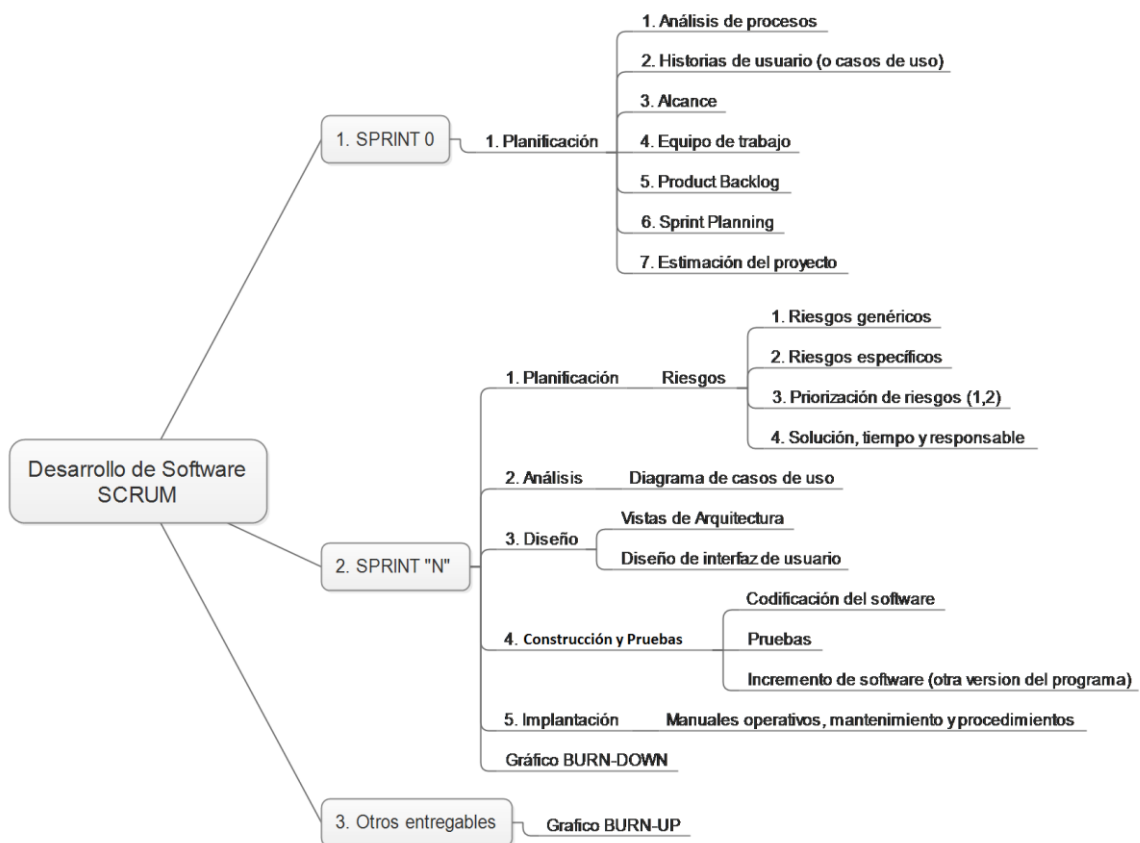 Desarrollo de Software
SCRUM
1. SPRINT 0
1. Planificación
1. Análisis de procesos
2. Historias de usuario (o casos de uso)
3. Alcance
4. Equipo de trabajo
5. Product Backlog
6. Sprint Planning
7. Estimación del proyecto
2. SPRINT "N"
1. Planificación
Riesgos
1. Riesgos genéricos
2. Riesgos específicos
3. Priorización de riesgos (1,2)
4. Solución, tiempo y responsable
2. Análisis
Diagrama de casos de uso
3. Diseño
Vistas de Arquitectura
Diseño de interfaz de usuario
4. Construcción y Pruebas
Codificación del software
Pruebas
Incremento de software (otra version del programa)
5. Implantación
Manuales operativos, mantenimiento y procedimientos
Gráfico BURN-DOWN
3. Otros entregables
Grafico BURN-UP